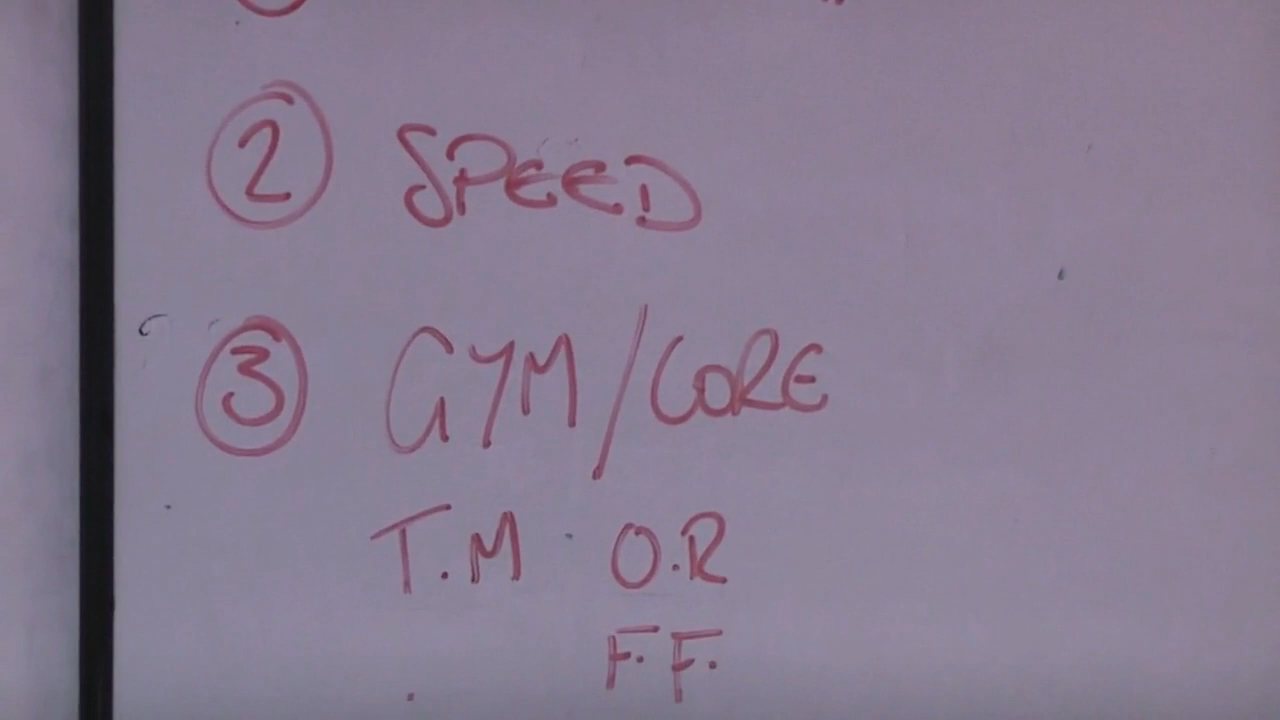 ② SPEED
③ GYM/CORE
T.M O.R
F.F.